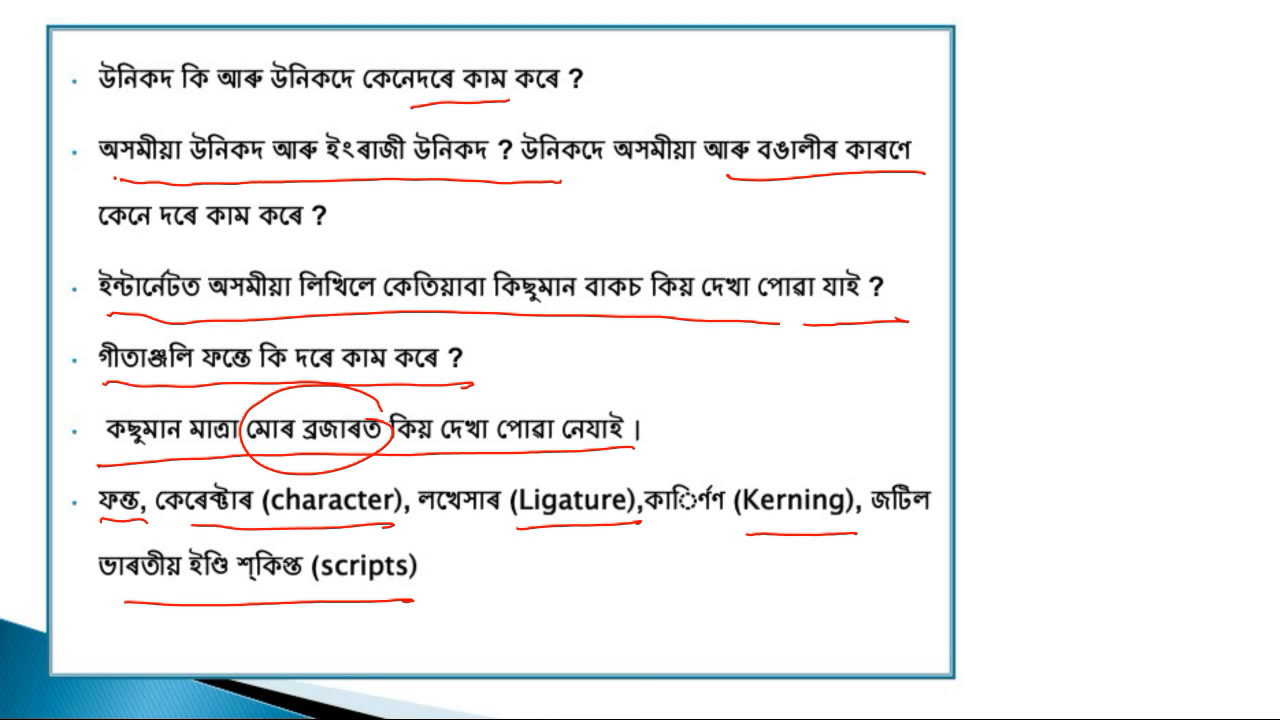 উনিকদ কি আৰু উনিকদে কেনেদৰে কাম কৰে ?
অসমীয়া উনিকদ আৰু ইংৰাজী উনিকদ ? উনিকদে অসমীয়া আৰু বঙালীৰ কাৰণে
কেনে দৰে কাম কৰে ?
ইন্টাৰ্নেটত অসমীয়া লিখিলে কেতিয়াবা কিছুমান বাকচ কিয় দেখা পোৱা যাই ?
গীতাঞ্জলি ফন্তে কি দৰে কাম কৰে ?
কছুমান মাত্ৰা মোৰ ব্ৰজাৰত কিয় দেখা পোৱা নেযাই ।
ফন্ত, কেৰেক্টাৰ (character), লখেসাৰ (Ligature),কাির্ণণ (Kerning), জটিল
ভাৰতীয় ইণ্ডি শ্কিপ্ত (scripts)